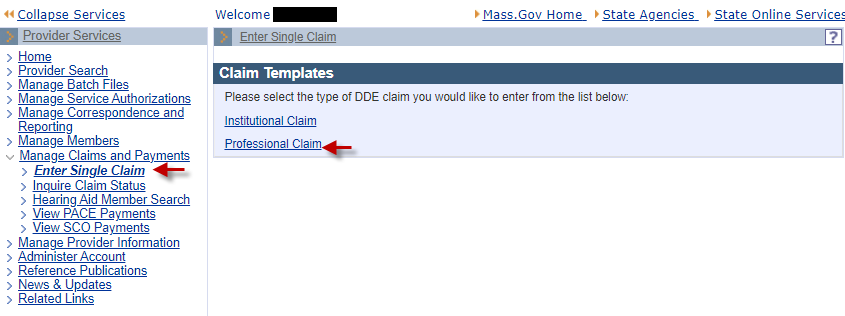 Collapse Services
Welcome
Mass.Gov Home
State Agencies
State Online Services
Provider Services
Home
Provider Search
Manage Batch Files
Manage Service Authorizations
Manage Correspondence and
Reporting
Manage Members
Manage Claims and Payments
Enter Single Claim
Inquire Claim Status
Hearing Aid Member Search
View PACE Payments
View SCO Payments
Manage Provider Information
Administer Account
Reference Publications
News & Updates
Related Links
Enter Single Claim
?
Claim Templates
Please select the type of DDE claim you would like to enter from the list below:
Institutional Claim
Professional Claim